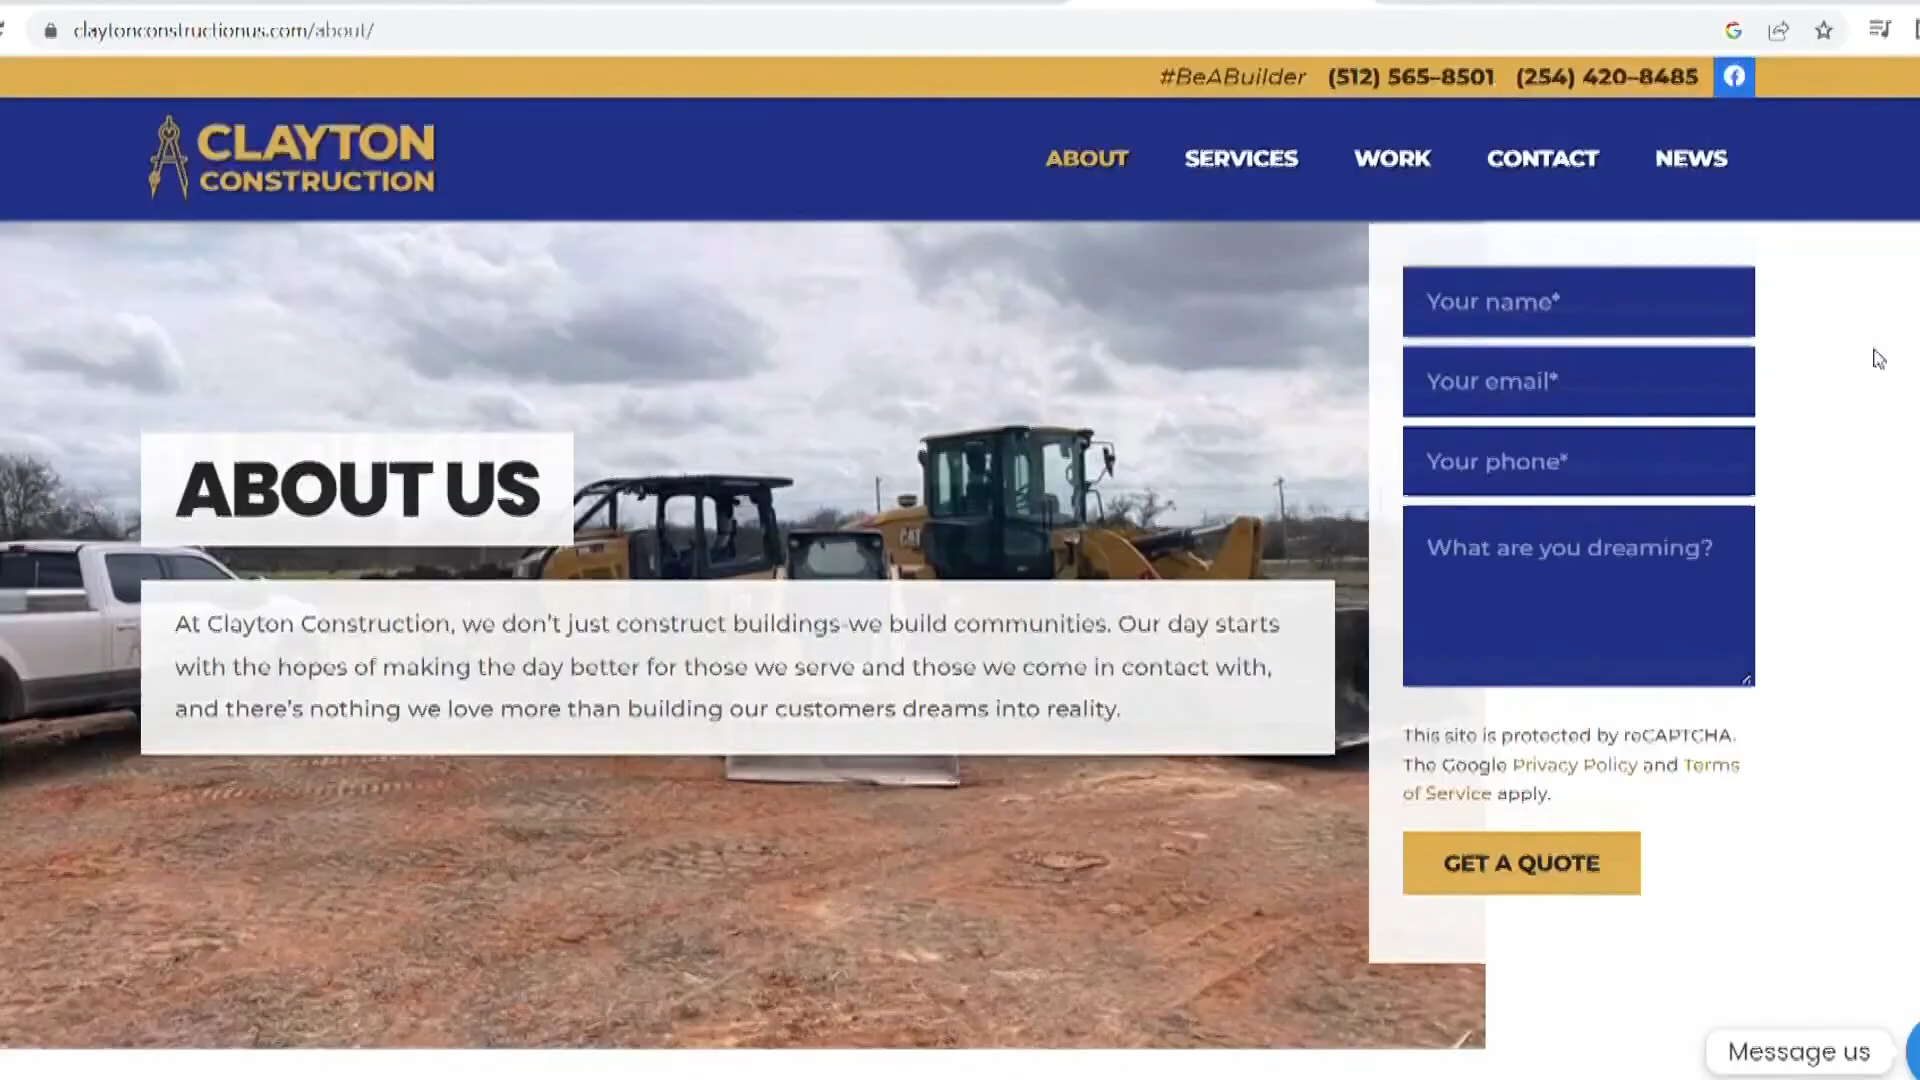 claytonconstructionus.com/about/
#BeABuilder (512) 565–8501 (254) 420–8485
CLAYTON
CONSTRUCTION
ABOUT SERVICES WORK CONTACT NEWS
ABOUT US
At Clayton Construction, we don't just construct buildings-we build communities. Our day starts
with the hopes of making the day better for those we serve and those we come in contact with,
and there's nothing we love more than building our customers dreams into reality.
CAT
Your name*
Your email*
Your phone*
What are you dreaming?
This site is protected by reCAPTCHA.
The Google Privacy Policy and Terms
of Service apply.
GET A QUOTE
Message us